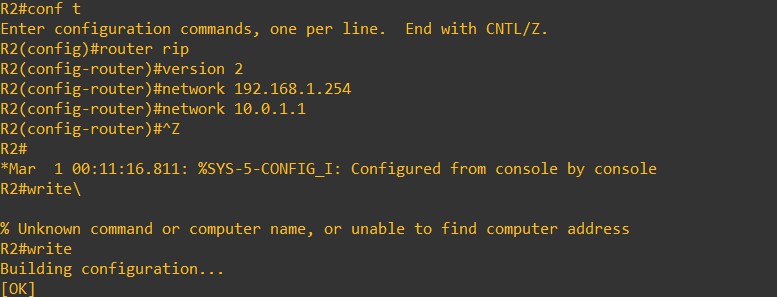 R2#conf t
Enter configuration commands, one per line.  End with CNTL/Z.
R2(config)#router rip
R2(config-router)#version 2
R2(config-router)#network 192.168.1.254
R2(config-router)#network 10.0.1.1
R2(config-router)#^Z
R2#
*Mar  1 00:11:16.811: %SYS-5-CONFIG_I: Configured from console by console
R2#write\
% Unknown command or computer name, or unable to find computer address
R2#write
Building configuration...
[OK]